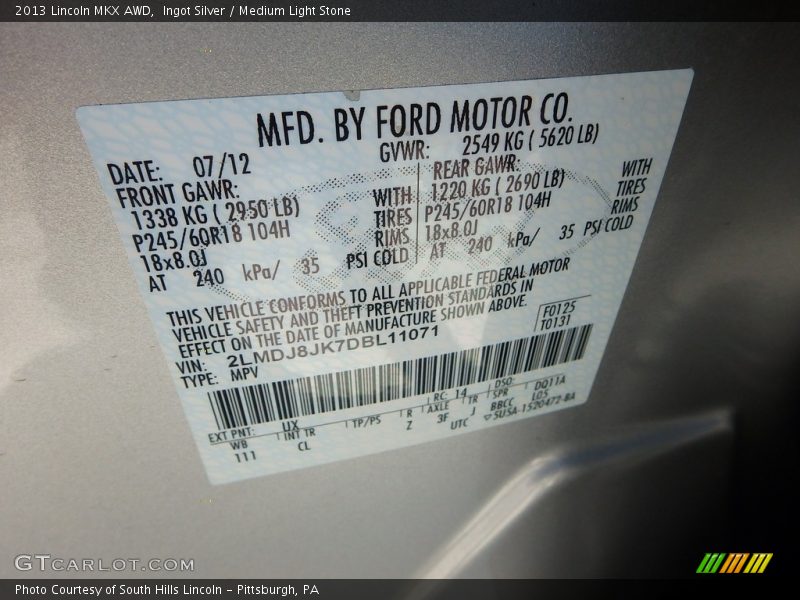 2013 Lincoln MKX AWD, Ingot Silver / Medium Light Stone
MFD. BY FORD MOTOR CO.
DATE: 07/12 GVWR: 2549 KG ( 5620 LB)
FRONT GAWR: REAR GAWR:
1338 KG ( 2950 LB) WITH 1220 KG ( 2690 LB) WITH
P245/60R18 104H TIRES P245/60R18 104H TIRES
18x8.0J RIMS 18x8.0J RIMS
AT 240 kPa/ 35 PSI COLD AT 240 kPa/ 35 PSI COLD
THIS VEHICLE CONFORMS TO ALL APPLICABLE FEDERAL MOTOR
VEHICLE SAFETY AND THEFT PREVENTION STANDARDS IN
EFFECT ON THE DATE OF MANUFACTURE SHOWN ABOVE.
F0125
T0131
VIN: 2LMDJ8JK7DBL11071
TYPE: MPV
EXT PNT: UX RC: 14 DSO: DQ11A
WB INT TR TP/PS R AXLE TR SPR L05
111 CL Z 3F J BBCC
UTC 5U5A-1520472-BA
GTCARLOT.COM
Photo Courtesy of South Hills Lincoln - Pittsburgh, PA